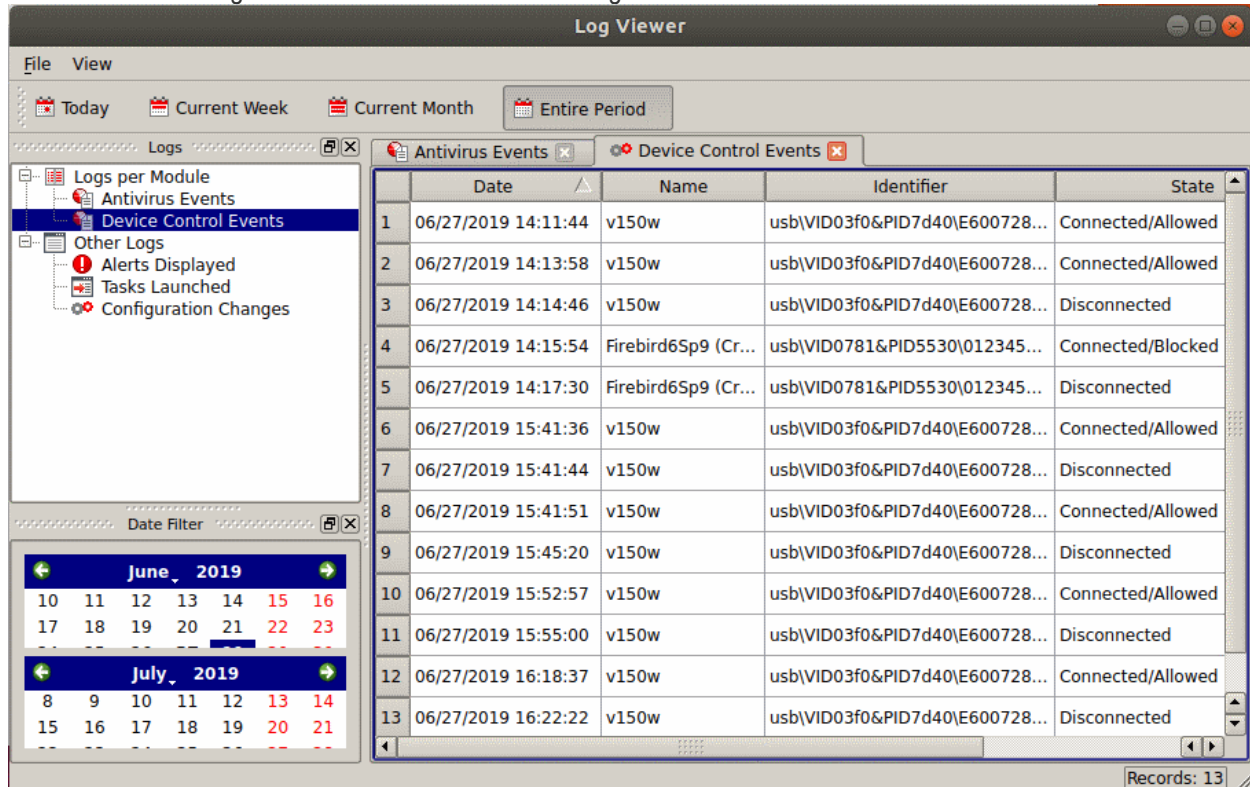 Log Viewer
File View
Today Current Week Current Month Entire Period
Logs
Logs per Module
Antivirus Events
Device Control Events
Other Logs
Alerts Displayed
Tasks Launched
Configuration Changes
Date Filter
June 2019
10 11 12 13 14 15 16
17 18 19 20 21 22 23
July 2019
8 9 10 11 12 13 14
15 16 17 18 19 20 21
Antivirus Events Device Control Events
Date Name Identifier State
1 06/27/2019 14:11:44 v150w usb\VID03f0&PID7d40\E600728... Connected/Allowed
2 06/27/2019 14:13:58 v150w usb\VID03f0&PID7d40\E600728... Connected/Allowed
3 06/27/2019 14:14:46 v150w usb\VID03f0&PID7d40\E600728... Disconnected
4 06/27/2019 14:15:54 Firebird6Sp9 (Cr... usb\VID0781&PID5530\012345... Connected/Blocked
5 06/27/2019 14:17:30 Firebird6Sp9 (Cr... usb\VID0781&PID5530\012345... Disconnected
6 06/27/2019 15:41:36 v150w usb\VID03f0&PID7d40\E600728... Connected/Allowed
7 06/27/2019 15:41:44 v150w usb\VID03f0&PID7d40\E600728... Disconnected
8 06/27/2019 15:41:51 v150w usb\VID03f0&PID7d40\E600728... Connected/Allowed
9 06/27/2019 15:45:20 v150w usb\VID03f0&PID7d40\E600728... Disconnected
10 06/27/2019 15:52:57 v150w usb\VID03f0&PID7d40\E600728... Connected/Allowed
11 06/27/2019 15:55:00 v150w usb\VID03f0&PID7d40\E600728... Disconnected
12 06/27/2019 16:18:37 v150w usb\VID03f0&PID7d40\E600728... Connected/Allowed
13 06/27/2019 16:22:22 v150w usb\VID03f0&PID7d40\E600728... Disconnected
Records: 13